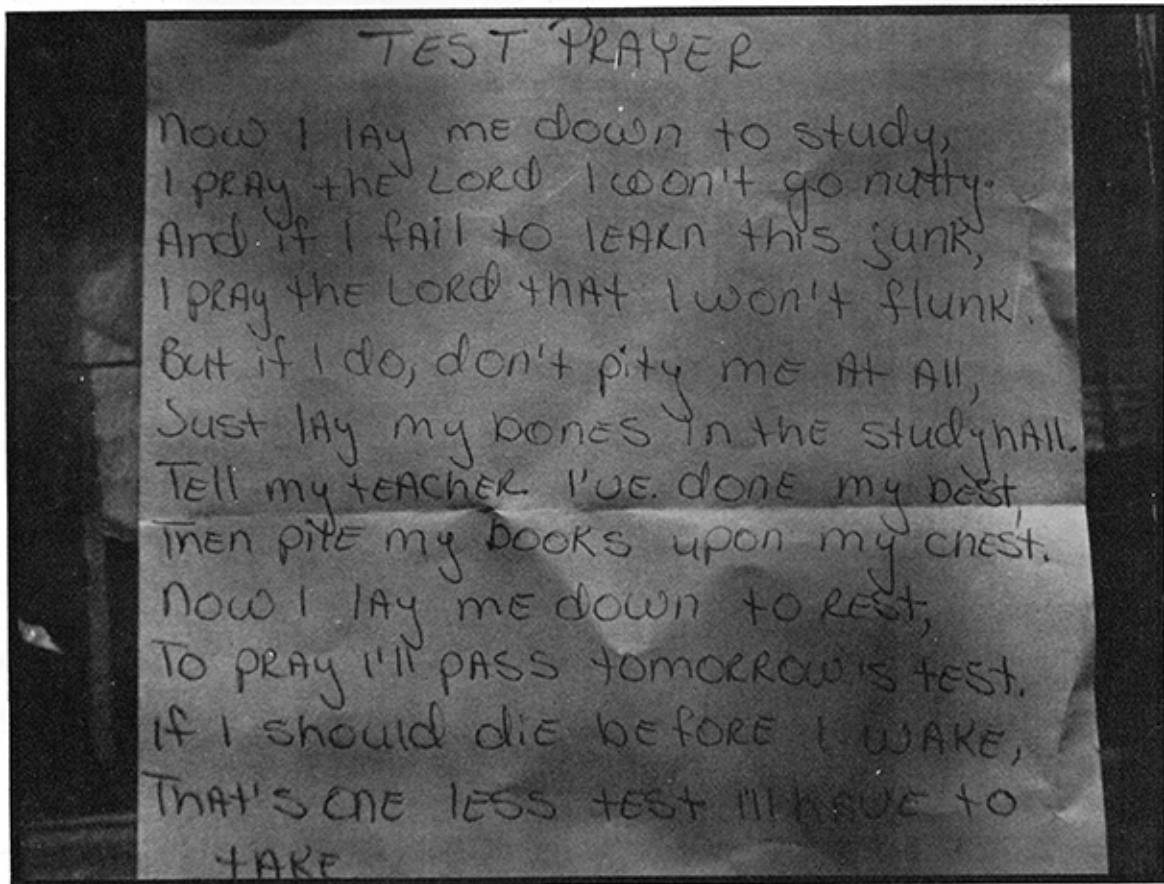 TEST PRAYER
Now I lay me down to study,
I pray the Lord I won't go nutty.
And if I fail to learn this junk,
I pray the Lord that I won't flunk.
But if I do, don't pity me at all,
Just lay my bones in the studyhall.
Tell my teacher I've done my best,
Then pile my books upon my chest.
Now I lay me down to rest,
To pray I'll pass tomorrow's test.
If I should die before I wake,
That's one less test I'll have to
take